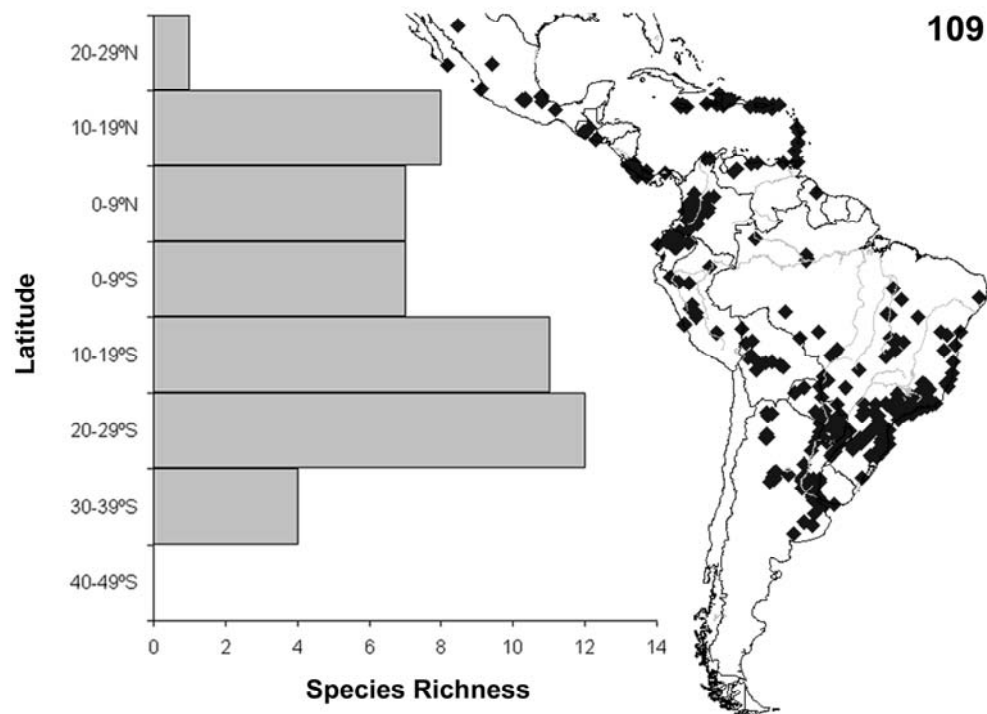 109
20-29ºN
10-19ºN
0-9ºN
0-9ºS
10-19ºS
20-29ºS
30-39ºS
40-49ºS
Latitude
0 2 4 6 8 10 12 14
Species Richness